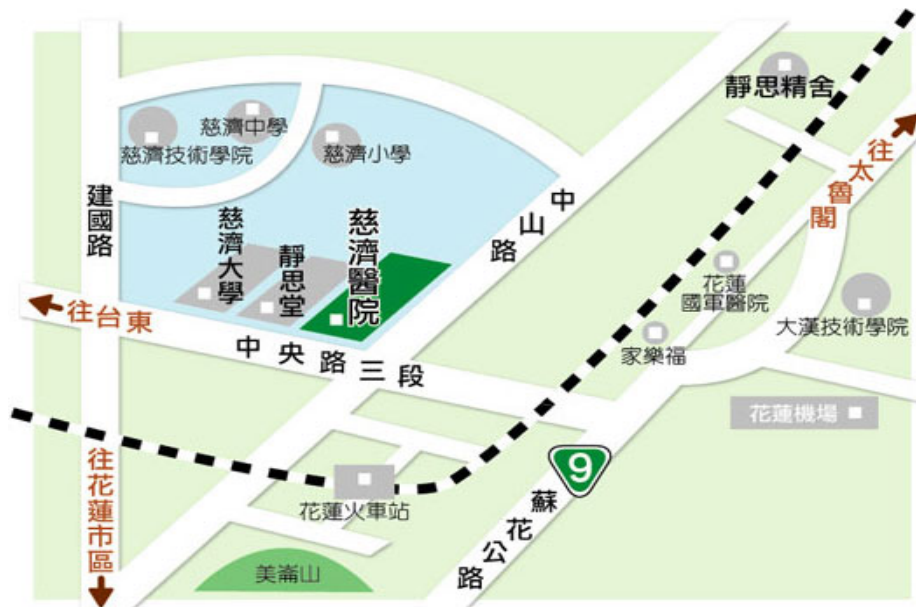 靜思精舍
慈濟中學
慈濟技術學院
慈濟小學
往太魯閣
建國路
中山路
慈濟大學
靜思堂
慈濟醫院
花蓮
國軍醫院
大漢技術學院
往台東
中央路三段
家樂福
花蓮機場
往花蓮市區
9
蘇花公路
花蓮火車站
美崙山